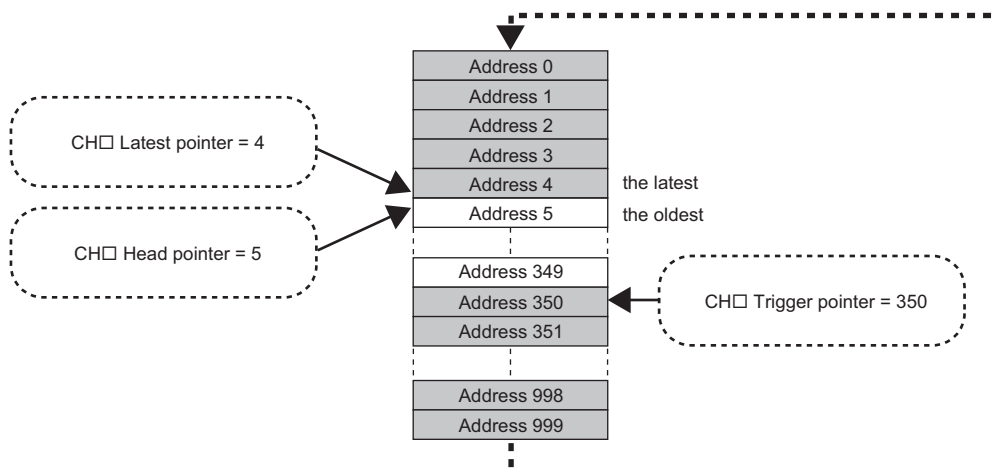 Address 0
Address 1
Address 2
Address 3
Address 4
Address 5
Address 349
Address 350
Address 351
Address 998
Address 999
CH□ Latest pointer = 4
CH□ Head pointer = 5
the latest
the oldest
CH□ Trigger pointer = 350